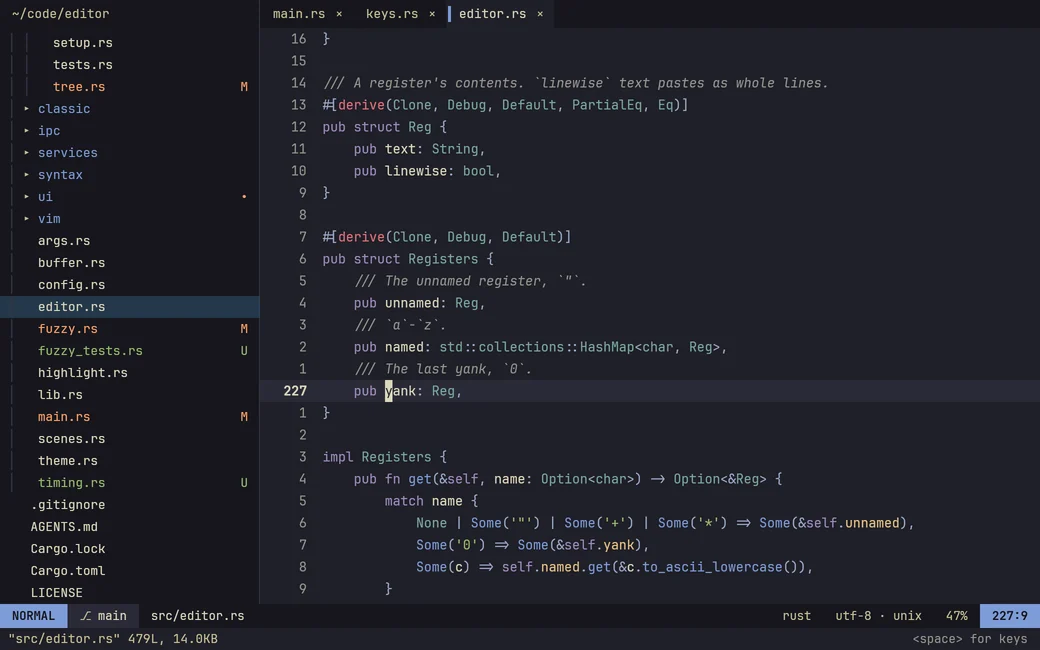 ~/code/editor
setup.rs
tests.rs
tree.rs M
▸ classic
▸ ipc
▸ services
▸ syntax
▸ ui •
▸ vim
args.rs
buffer.rs
config.rs
editor.rs
fuzzy.rs M
fuzzy_tests.rs U
highlight.rs
lib.rs
main.rs M
scenes.rs
theme.rs
timing.rs U
.gitignore
AGENTS.md
Cargo.lock
Cargo.toml
LICENSE
main.rs × keys.rs × editor.rs ×
16 }
15
14 /// A register's contents. `linewise` text pastes as whole lines.
13 #[derive(Clone, Debug, Default, PartialEq, Eq)]
12 pub struct Reg {
11     pub text: String,
10     pub linewise: bool,
9 }
8
7 #[derive(Clone, Debug, Default)]
6 pub struct Registers {
5     /// The unnamed register, `"`.
4     pub unnamed: Reg,
3     /// `a`-`z`.
2     pub named: std::collections::HashMap<char, Reg>,
1     /// The last yank, `0`.
227     pub yank: Reg,
1 }
2
3 impl Registers {
4     pub fn get(&self, name: Option<char>) -> Option<&Reg> {
5         match name {
6             None | Some('"') | Some('+') | Some('*') => Some(&self.unnamed),
7             Some('0') => Some(&self.yank),
8             Some(c) => self.named.get(&c.to_ascii_lowercase()),
9         }
NORMAL main src/editor.rs rust utf-8 · unix 47% 227:9
"src/editor.rs" 479L, 14.0KB <space> for keys